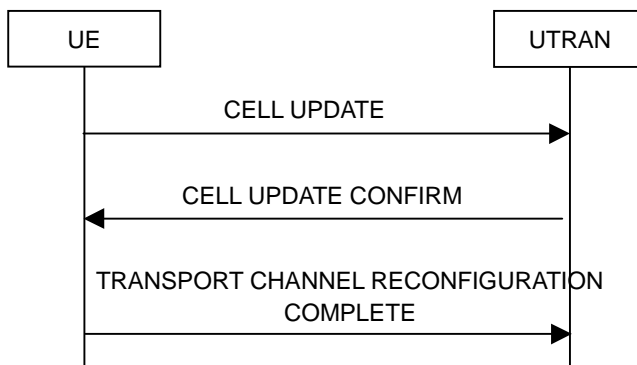 UE
UTRAN
CELL UPDATE
CELL UPDATE CONFIRM
TRANSPORT CHANNEL RECONFIGURATION
COMPLETE